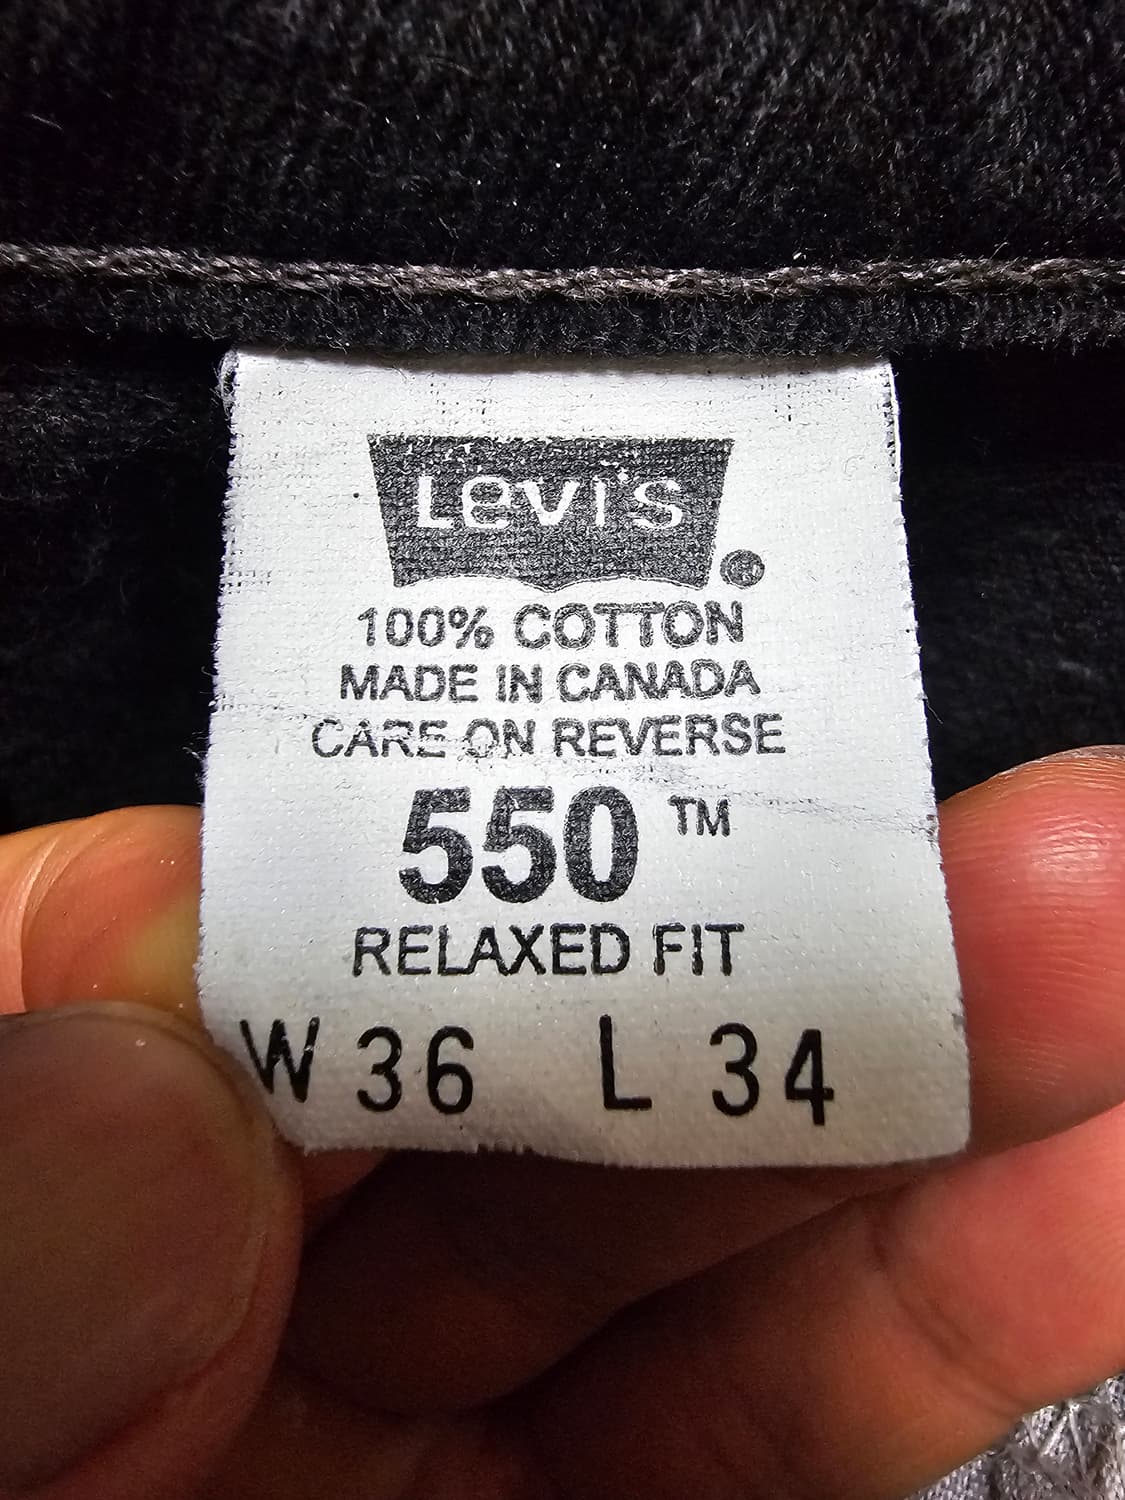 Levi's ®
100% COTTON
MADE IN CANADA
CARE ON REVERSE
550 ™
RELAXED FIT
W 36 L 34